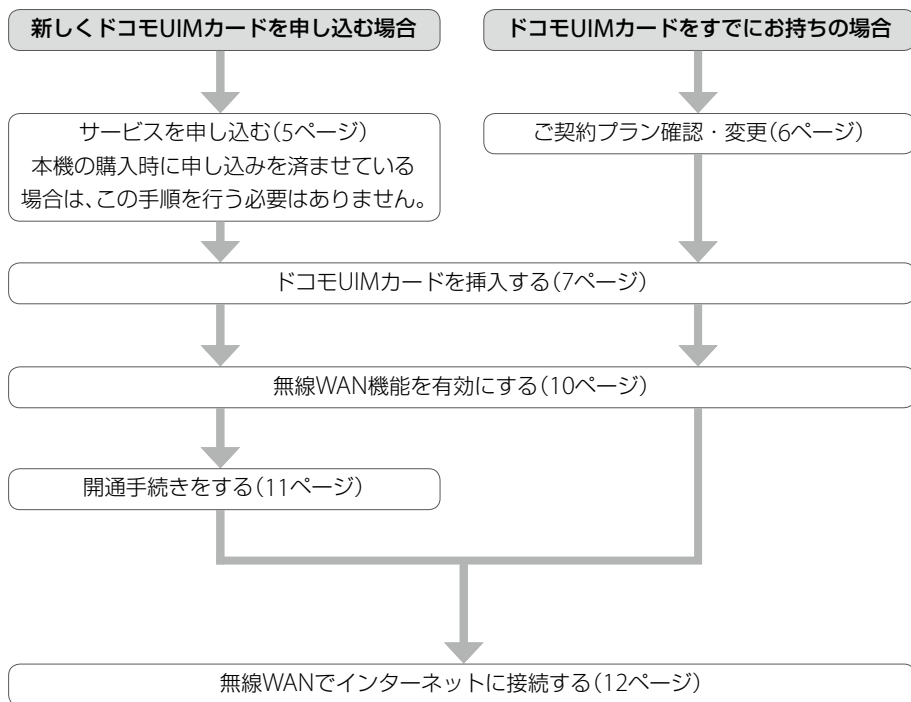 新しくドコモUIMカードを申し込む場合
ドコモUIMカードをすでにお持ちの場合
サービスを申し込む（5ページ）
本機の購入時に申し込みを済ませている
場合は、この手順を行う必要はありません。
ご契約プラン確認・変更（6ページ）
ドコモUIMカードを挿入する（7ページ）
無線WAN機能を有効にする（10ページ）
開通手続きをする（11ページ）
無線WANでインターネットに接続する（12ページ）